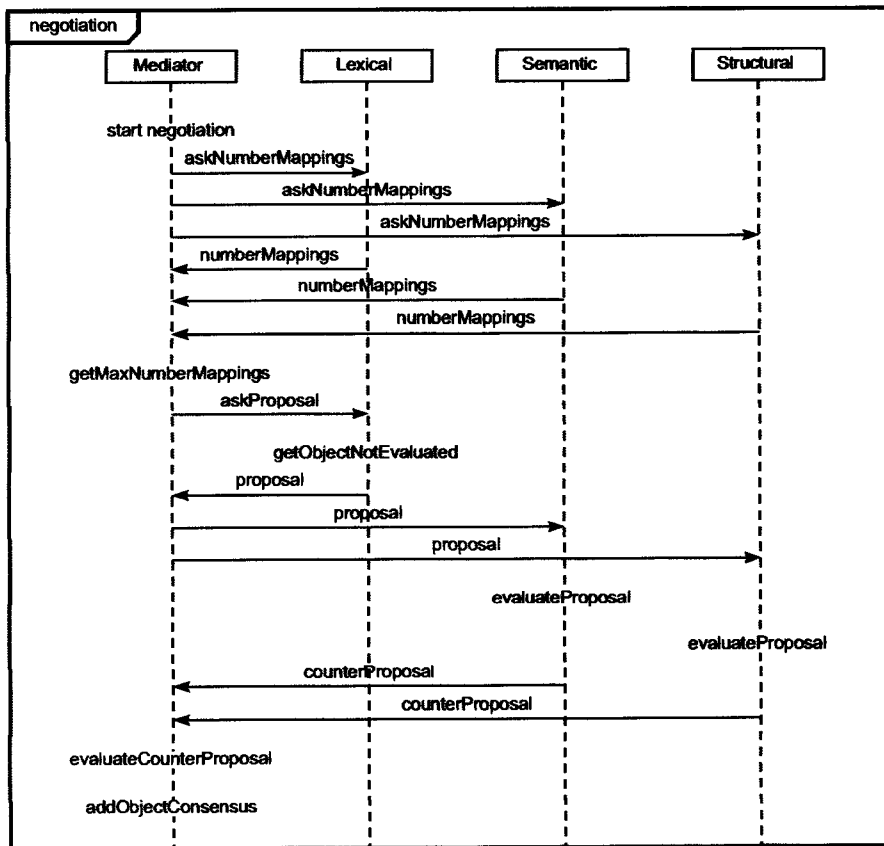 negotiation
Mediator
Lexical
Semantic
Structural
start negotiation
askNumberMappings
askNumberMappings
askNumberMappings
numberMappings
numberMappings
numberMappings
getMaxNumberMappings
askProposal
getObjectNotEvaluated
proposal
proposal
proposal
evaluateProposal
evaluateProposal
counterProposal
counterProposal
evaluateCounterProposal
addObjectConsensus